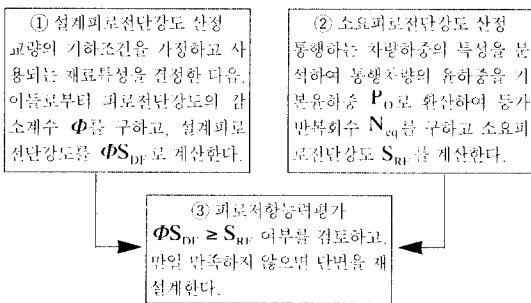 ① 설계피로전단강도 산정
교량의 기하조건을 가정하고 사
용되는 재료특성을 결정한 다음,
이들로부터 피로전단강도의 감
소계수 Φ를 구하고, 설계피로
전단강도를 ΦS_DF로 계산한다.
② 소요피로전단강도 산정
통행하는 차량하중의 특성을 분
석하여 통행차량의 윤하중을 기
본윤하중 P_O로 환산하여 등가
반복회수 N_eq를 구하고 소요피
로전단강도 S_RF를 계산한다.
③ 피로저항능력평가
ΦS_DF ≥ S_RF 여부를 검토하고,
만일 만족하지 않으면 단면을 재
설계한다.